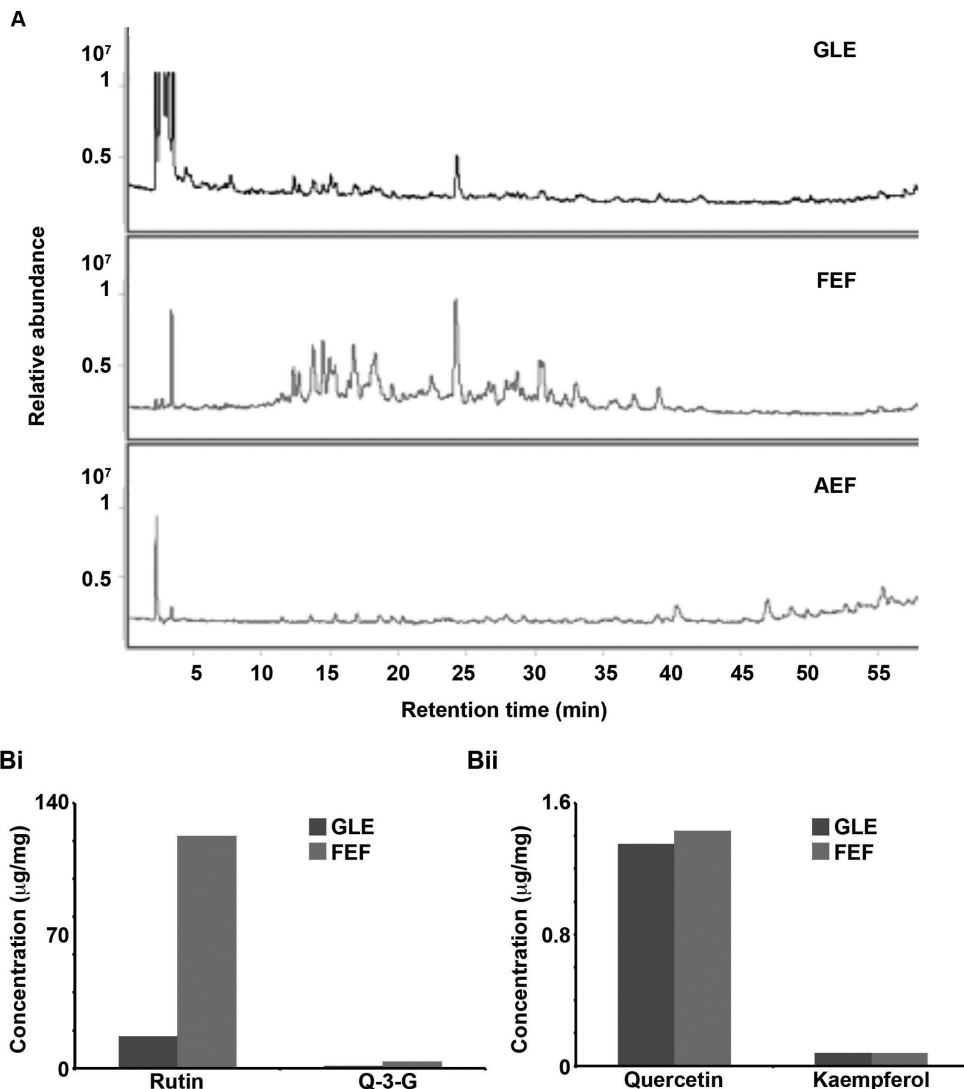 A
GLE
10⁷
1
0.5
FEF
10⁷
1
0.5
AEF
10⁷
1
0.5
Relative abundance
5 10 15 20 25 30 35 40 45 50 55
Retention time (min)
Bi
140
70
0
Concentration (µg/mg)
GLE
FEF
Rutin Q-3-G
Bii
1.6
0.8
0
Concentration (µg/mg)
GLE
FEF
Quercetin Kaempferol